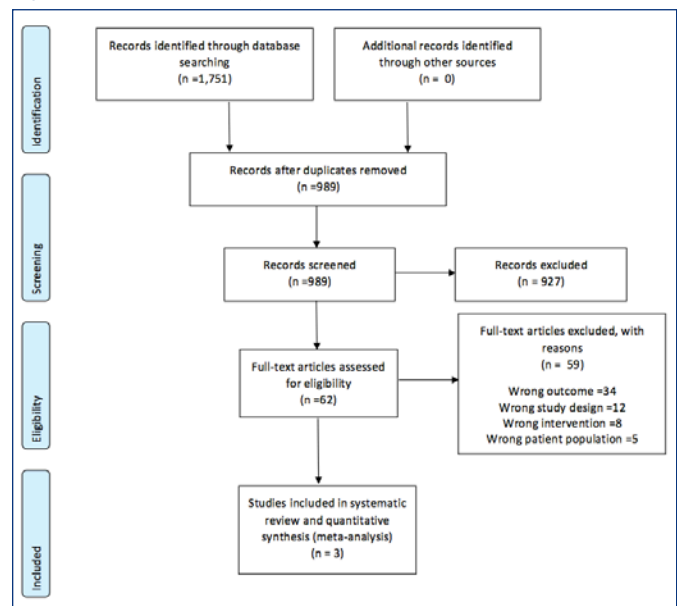 Identification
Records identified through database
searching
(n =1,751)
Additional records identified
through other sources
(n = 0)
Records after duplicates removed
(n =989)
Screening
Records screened
(n =989)
Records excluded
(n = 927)
Eligibility
Full-text articles assessed
for eligibility
(n =62)
Full-text articles excluded, with
reasons
(n = 59)
Wrong outcome =34
Wrong study design =12
Wrong intervention =8
Wrong patient population =5
Included
Studies included in systematic
review and quantitative
synthesis (meta-analysis)
(n = 3)